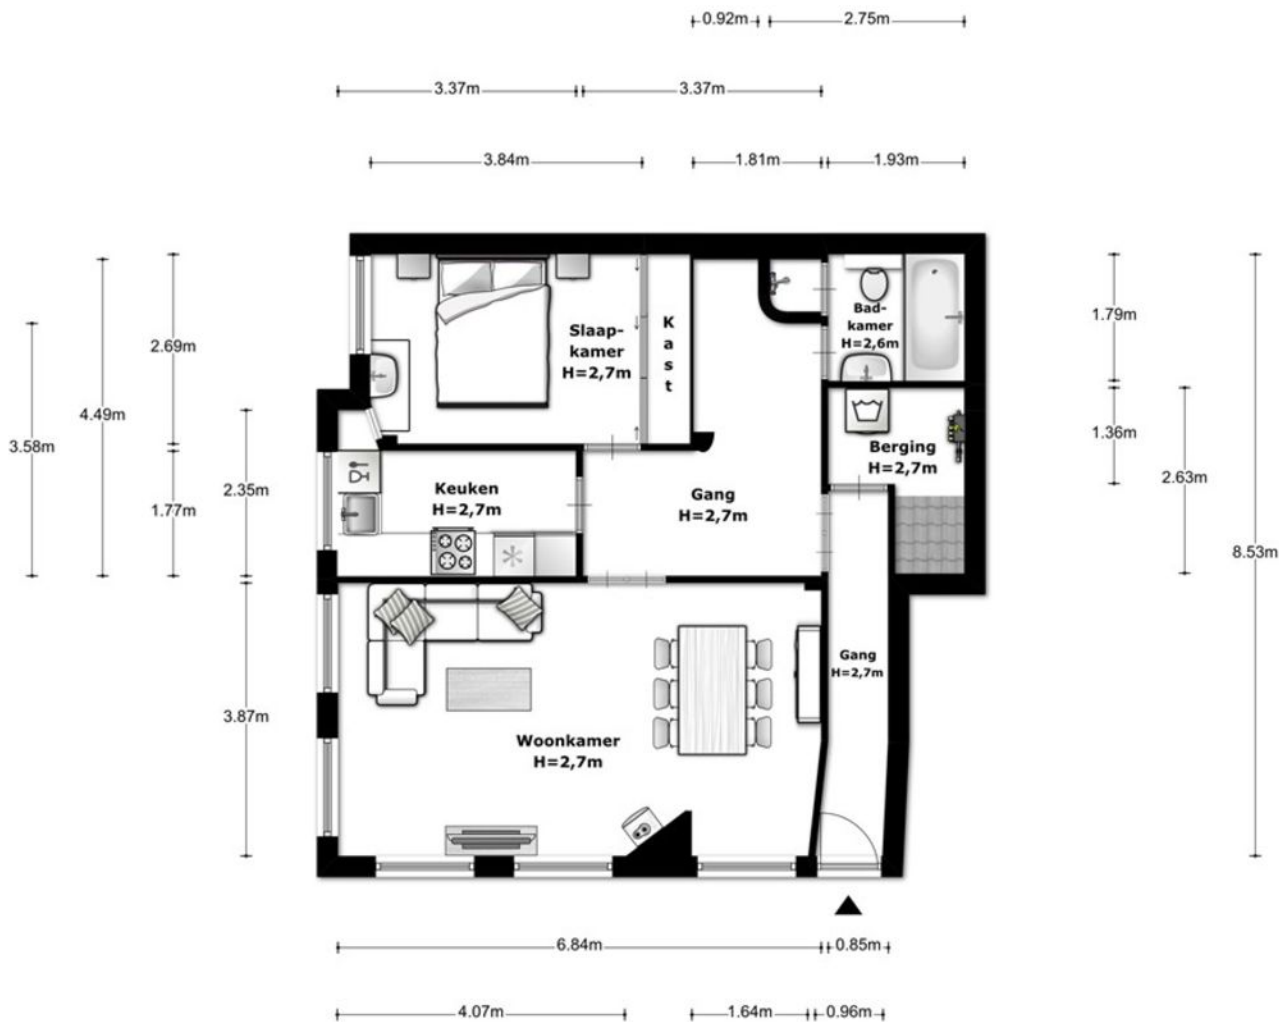 0.92m 2.75m
3.37m 3.37m
3.84m 1.81m 1.93m
Slaap-
kamer
H=2,7m
K
a
s
t
Bad-
kamer
H=2,6m
Berging
H=2,7m
Keuken
H=2,7m
Gang
H=2,7m
Gang
H=2,7m
Woonkamer
H=2,7m
2.69m
4.49m
3.58m
2.35m
1.77m
3.87m
1.79m
1.36m
2.63m
8.53m
6.84m 0.85m
4.07m 1.64m 0.96m